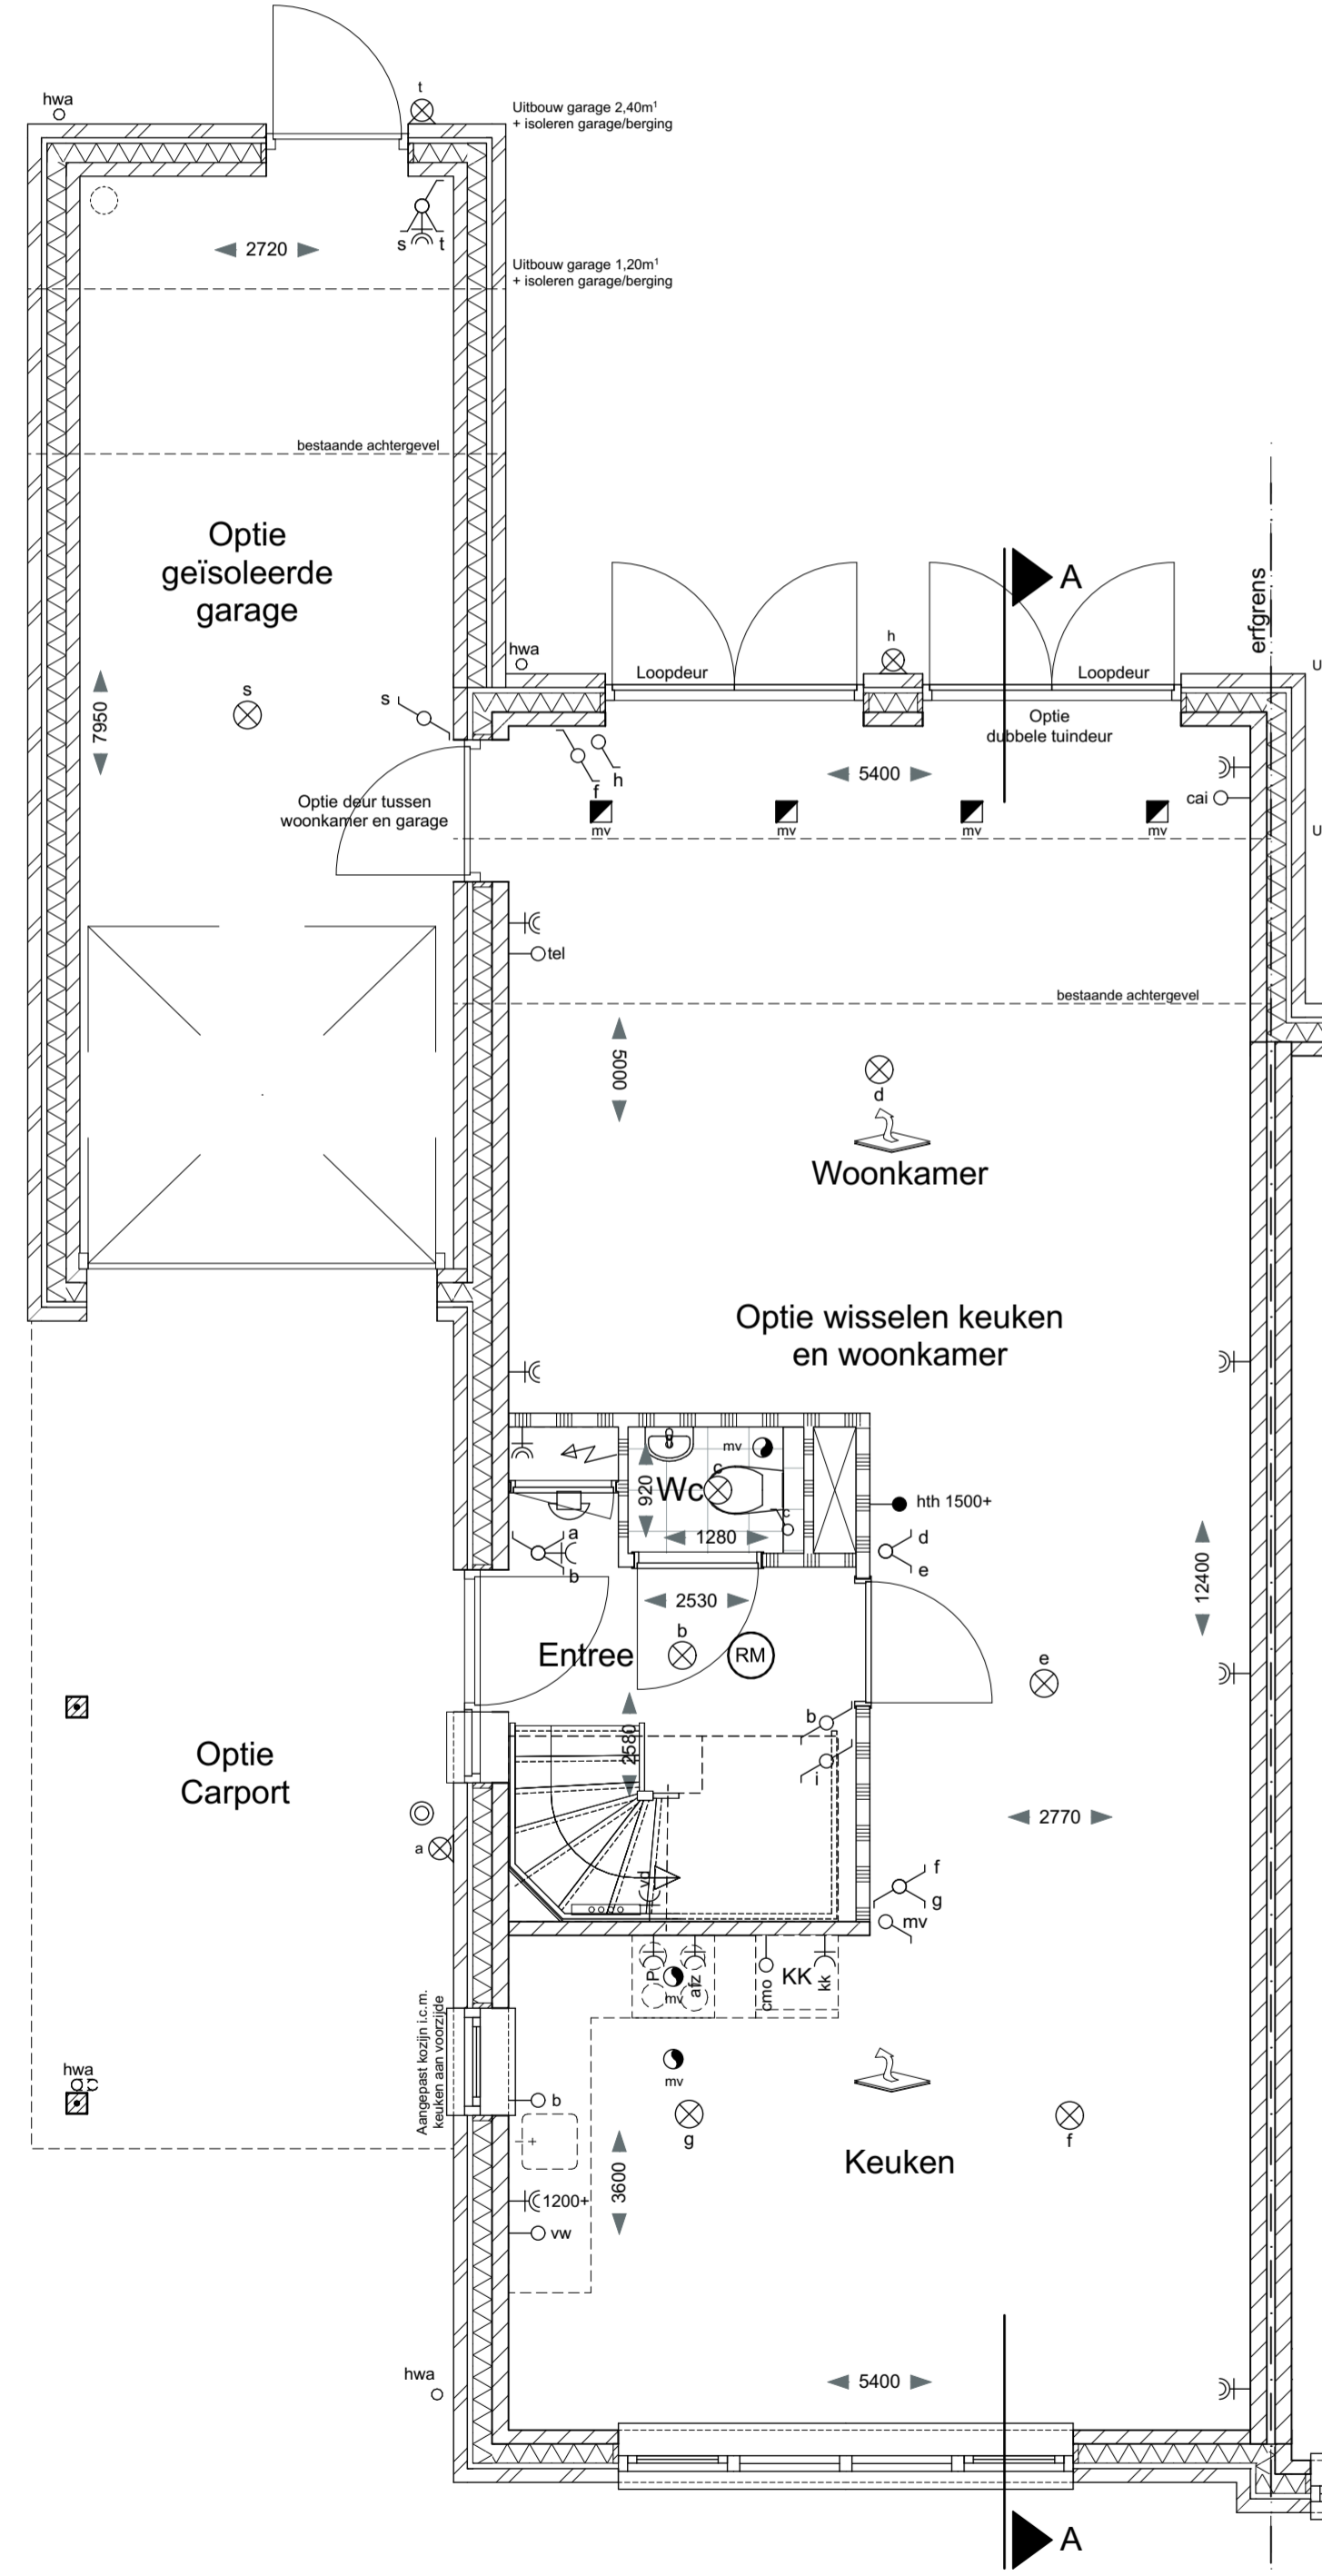 t
hwa
Uitbouw garage 2,40m¹
+ isoleren garage/berging
2720
s t
Uitbouw garage 1,20m¹
+ isoleren garage/berging
bestaande achtergevel
Optie
geïsoleerde
garage
A
erfgrens
hwa
h
Loopdeur
Loopdeur
U
s
s
7950
Optie
dubbele tuindeur
f
h
5400
cai
Optie deur tussen
woonkamer en garage
mv
mv
mv
mv
U
tel
bestaande achtergevel
5000
d
Woonkamer
Optie wisselen keuken
en woonkamer
mv
920
Wc
c
c
1280
hth 1500+
a
b
d
e
12400
2530
b
Entree
RM
e
b
2580
i
Optie
Carport
2770
a
vd
f
g
mv
P
mv
afz
cmo
KK
kk
Aangepast kozijn i.c.m.
keuken aan voorzijde
hwa
mv
b
g
f
Keuken
3600
1200+
vw
hwa
5400
A